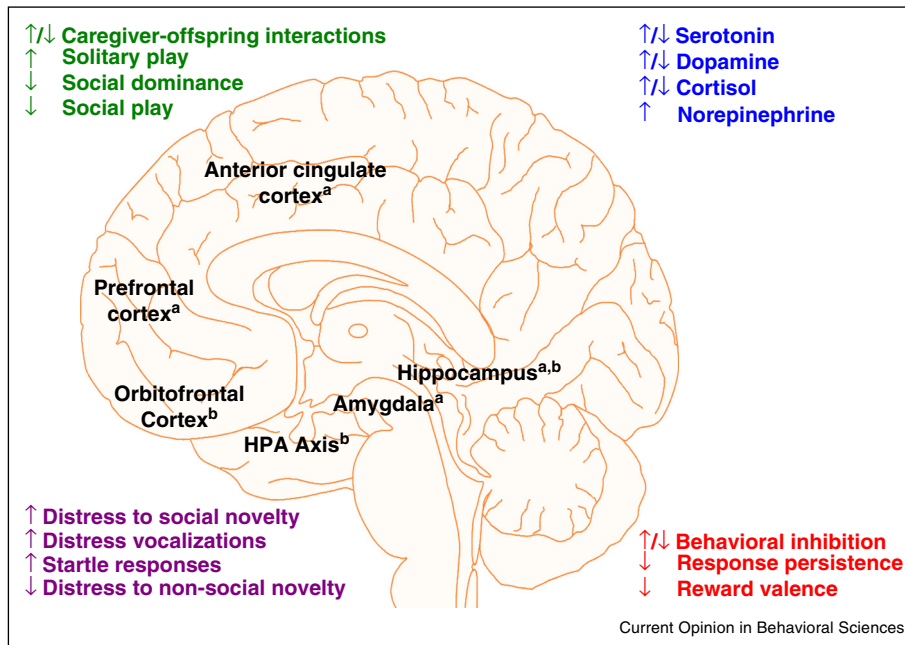 ↑/↓ Caregiver-offspring interactions
↑ Solitary play
↓ Social dominance
↓ Social play
↑/↓ Serotonin
↑/↓ Dopamine
↑/↓ Cortisol
↑ Norepinephrine
Anterior cingulate
cortexᵃ
Prefrontal
cortexᵃ
Hippocampusᵃ,ᵇ
Orbitofrontal
Cortexᵇ
Amygdalaᵃ
HPA Axisᵇ
↑ Distress to social novelty
↑ Distress vocalizations
↑ Startle responses
↓ Distress to non-social novelty
↑/↓ Behavioral inhibition
↓ Response persistence
↓ Reward valence
Current Opinion in Behavioral Sciences